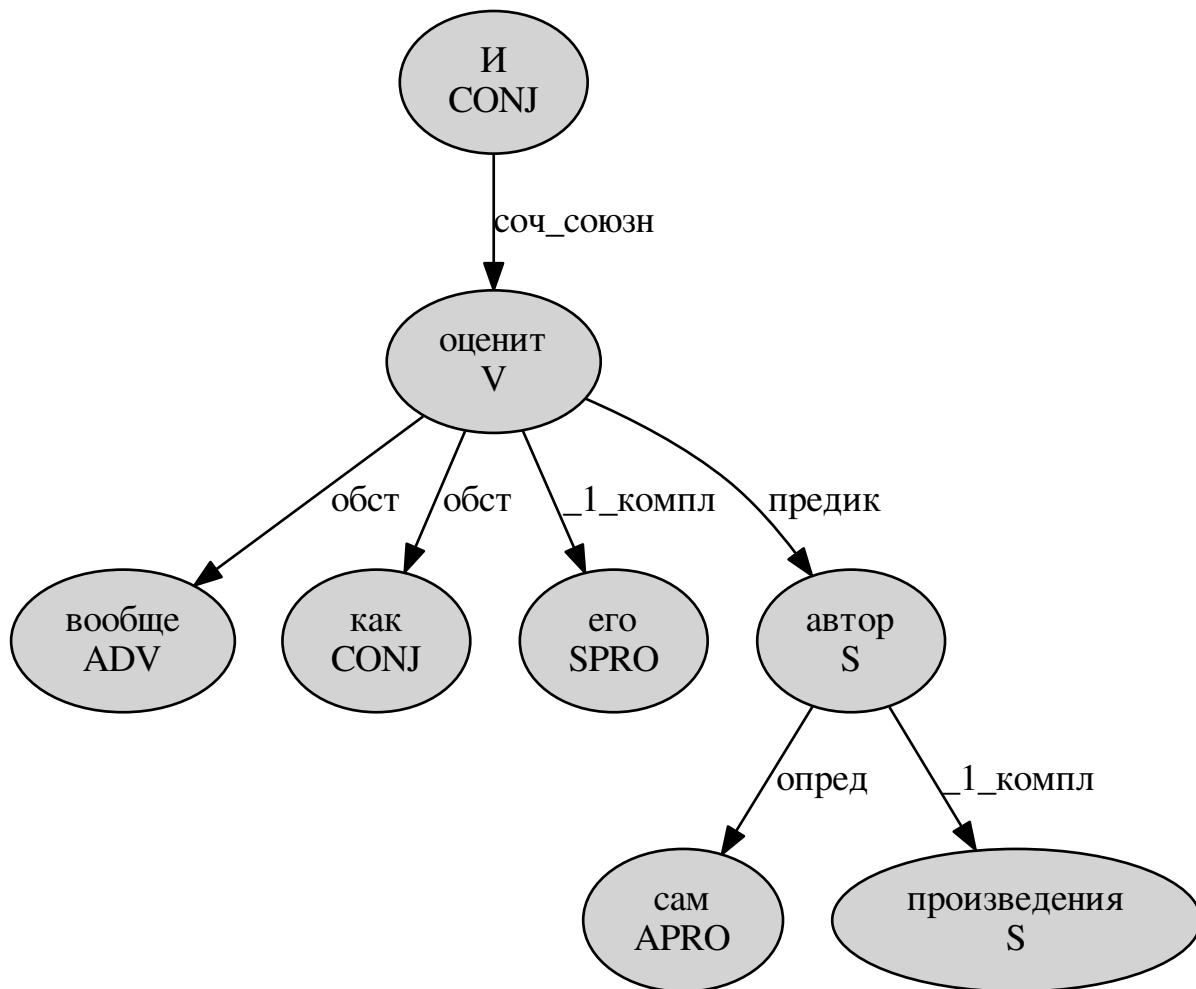 И
CONJ
соч_союзн
оценит
V
обст
обст
_1_компл
предик
вообще
ADV
как
CONJ
его
SPRO
автор
S
опред
_1_компл
сам
APRO
произведения
S